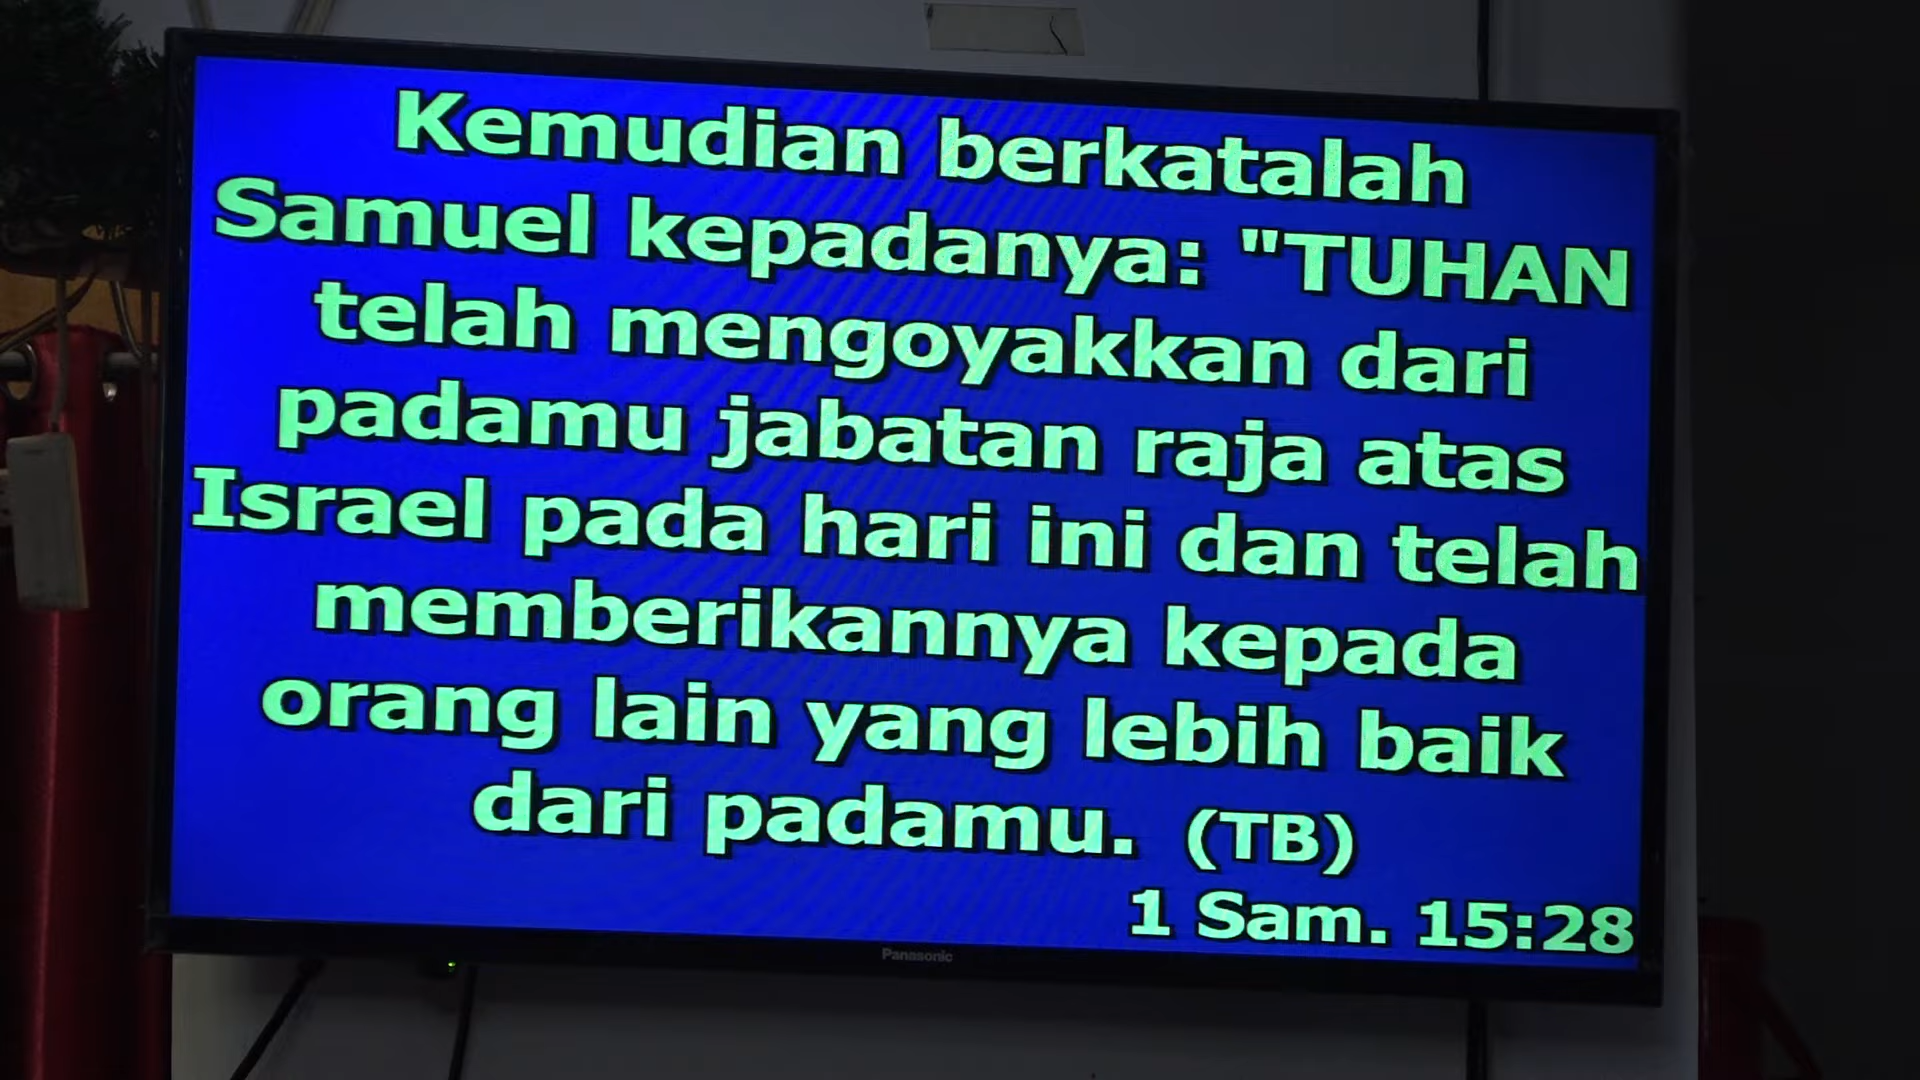 Kemudian berkatalah
Samuel kepadanya: "TUHAN
telah mengoyakkan dari
padamu jabatan raja atas
Israel pada hari ini dan telah
memberikannya kepada
orang lain yang lebih baik
dari padamu. (TB)
1 Sam. 15:28
Panasonic